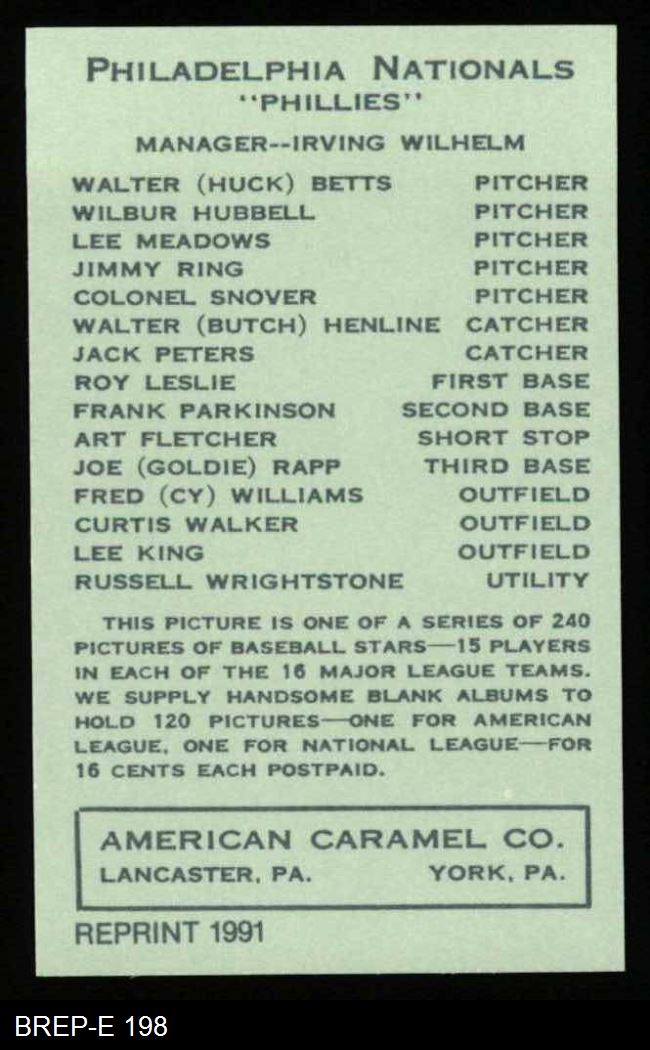 PHILADELPHIA NATIONALS
"PHILLIES"
MANAGER--IRVING WILHELM
WALTER (HUCK) BETTS PITCHER
WILBUR HUBBELL PITCHER
LEE MEADOWS PITCHER
JIMMY RING PITCHER
COLONEL SNOVER PITCHER
WALTER (BUTCH) HENLINE CATCHER
JACK PETERS CATCHER
ROY LESLIE FIRST BASE
FRANK PARKINSON SECOND BASE
ART FLETCHER SHORT STOP
JOE (GOLDIE) RAPP THIRD BASE
FRED (CY) WILLIAMS OUTFIELD
CURTIS WALKER OUTFIELD
LEE KING OUTFIELD
RUSSELL WRIGHTSTONE UTILITY
THIS PICTURE IS ONE OF A SERIES OF 240
PICTURES OF BASEBALL STARS—15 PLAYERS
IN EACH OF THE 16 MAJOR LEAGUE TEAMS.
WE SUPPLY HANDSOME BLANK ALBUMS TO
HOLD 120 PICTURES—ONE FOR AMERICAN
LEAGUE, ONE FOR NATIONAL LEAGUE—FOR
16 CENTS EACH POSTPAID.
AMERICAN CARAMEL CO.
LANCASTER, PA. YORK, PA.
REPRINT 1991
BREP-E 198